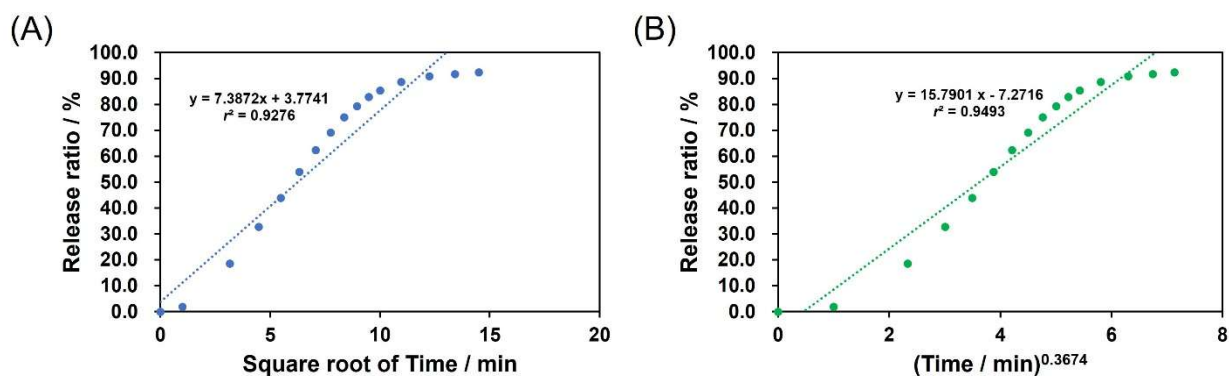 (A)
100.0
90.0
80.0
70.0
60.0
50.0
40.0
30.0
20.0
10.0
0.0
Release ratio / %
y = 7.3872x + 3.7741
r² = 0.9276
0 5 10 15 20
Square root of Time / min
(B)
100.0
90.0
80.0
70.0
60.0
50.0
40.0
30.0
20.0
10.0
0.0
Release ratio / %
y = 15.7901 x - 7.2716
r² = 0.9493
0 2 4 6 8
(Time / min)^0.3674